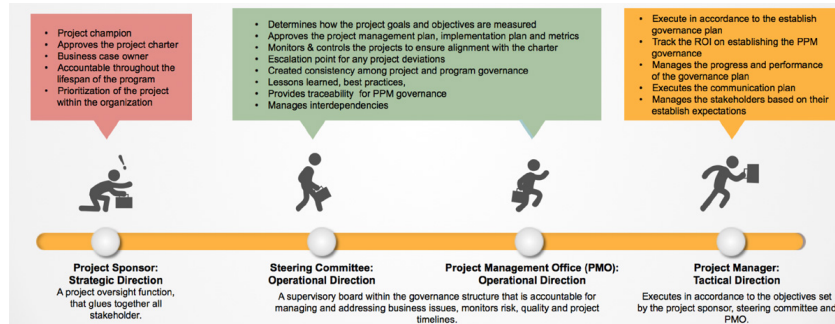 • Project champion
• Approves the project charter
• Business case owner
• Accountable throughout the
lifespan of the program
• Prioritization of the project
within the organization
• Determines how the project goals and objectives are measured
• Approves the project management plan, implementation plan and metrics
• Monitors & controls the projects to ensure alignment with the charter
• Escalation point for any project deviations
• Created consistency among project and program governance
• Lessons learned, best practices,
• Provides traceability for PPM governance
• Manages interdependencies
• Execute in accordance to the establish
governance plan
• Track the ROI on establishing the PPM
governance
• Manages the progress and performance
of the governance plan
• Executes the communication plan
• Manages the stakeholders based on their
establish expectations
Project Sponsor:
Strategic Direction
A project oversight function,
that glues together all
stakeholder.
Steering Committee:
Operational Direction
Project Management Office (PMO):
Operational Direction
A supervisory board within the governance structure that is accountable for
managing and addressing business issues, monitors risk, quality and project
timelines.
Project Manager:
Tactical Direction
Executes in accordance to the objectives set
by the project sponsor, steering committee and
PMO.